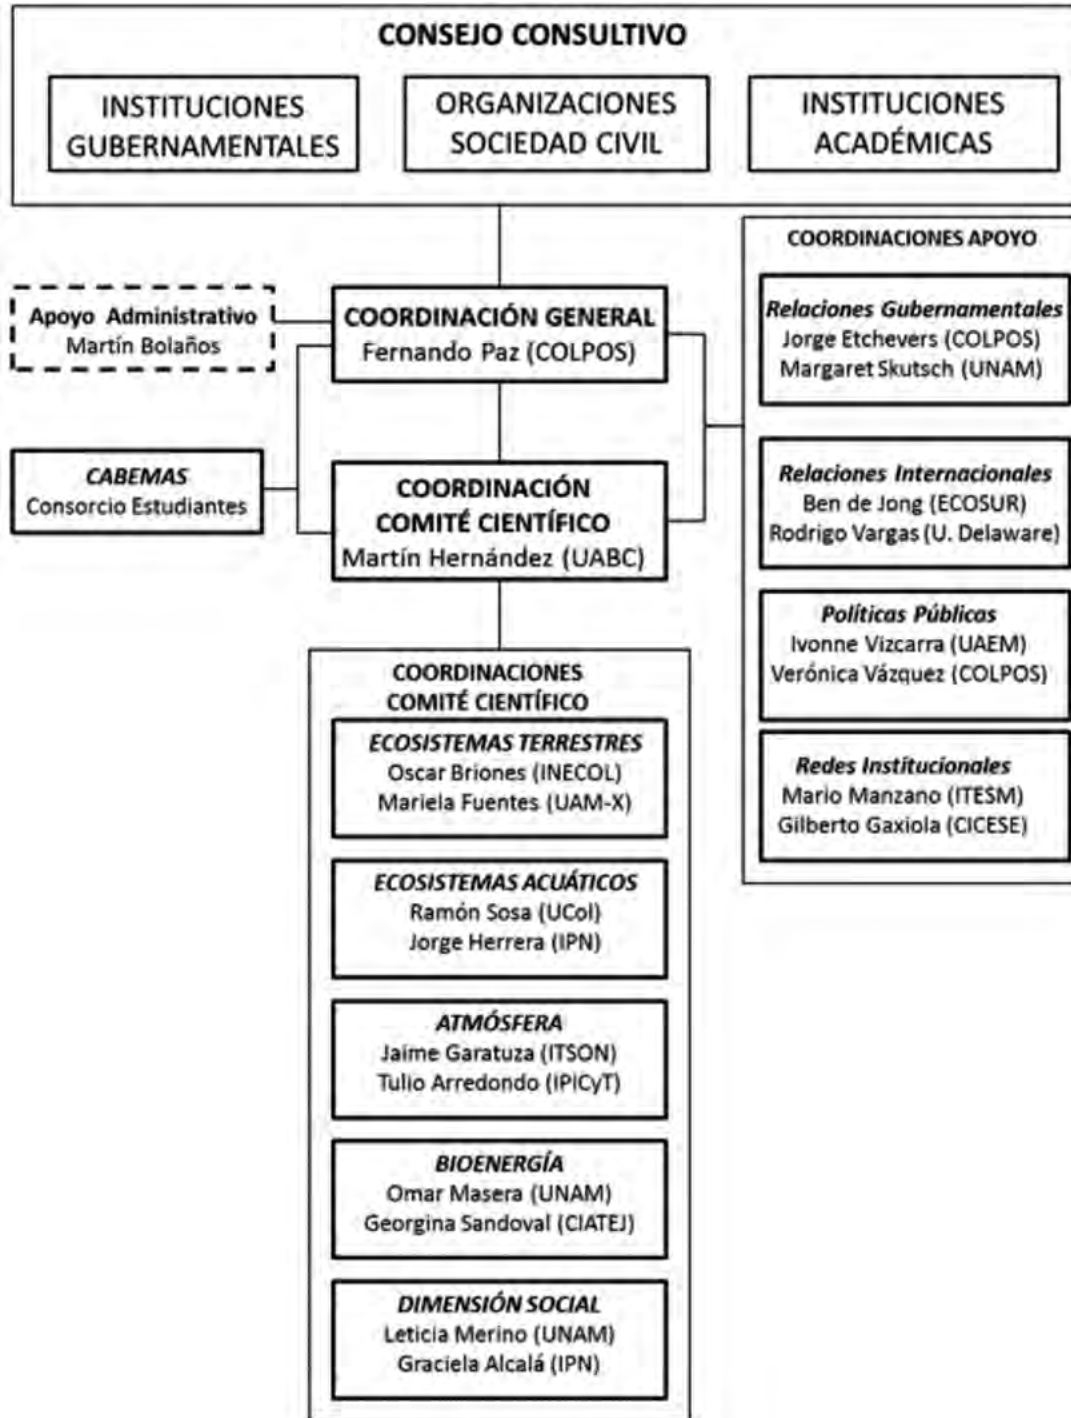 CONSEJO CONSULTIVO
INSTITUCIONES
GUBERNAMENTALES
ORGANIZACIONES
SOCIEDAD CIVIL
INSTITUCIONES
ACADÉMICAS
Apoyo Administrativo
Martín Bolaños
CABEMAS
Consorcio Estudiantes
COORDINACIÓN GENERAL
Fernando Paz (COLPOS)
COORDINACIÓN
COMITÉ CIENTÍFICO
Martín Hernández (UABC)
COORDINACIONES APOYO
Relaciones Gubernamentales
Jorge Etchevers (COLPOS)
Margaret Skutsch (UNAM)
Relaciones Internacionales
Ben de Jong (ECOSUR)
Rodrigo Vargas (U. Delaware)
Políticas Públicas
Ivonne Vizcarra (UAEM)
Verónica Vázquez (COLPOS)
Redes Institucionales
Mario Manzano (ITESM)
Gilberto Gaxiola (CICESE)
COORDINACIONES
COMITÉ CIENTÍFICO
ECOSISTEMAS TERRESTRES
Oscar Briones (INECOL)
Mariela Fuentes (UAM-X)
ECOSISTEMAS ACUÁTICOS
Ramón Sosa (UCol)
Jorge Herrera (IPN)
ATMÓSFERA
Jaime Garatuza (ITSON)
Tulio Arredondo (IPICyT)
BIOENERGÍA
Omar Masera (UNAM)
Georgina Sandoval (CIATEJ)
DIMENSIÓN SOCIAL
Leticia Merino (UNAM)
Graciela Alcalá (IPN)